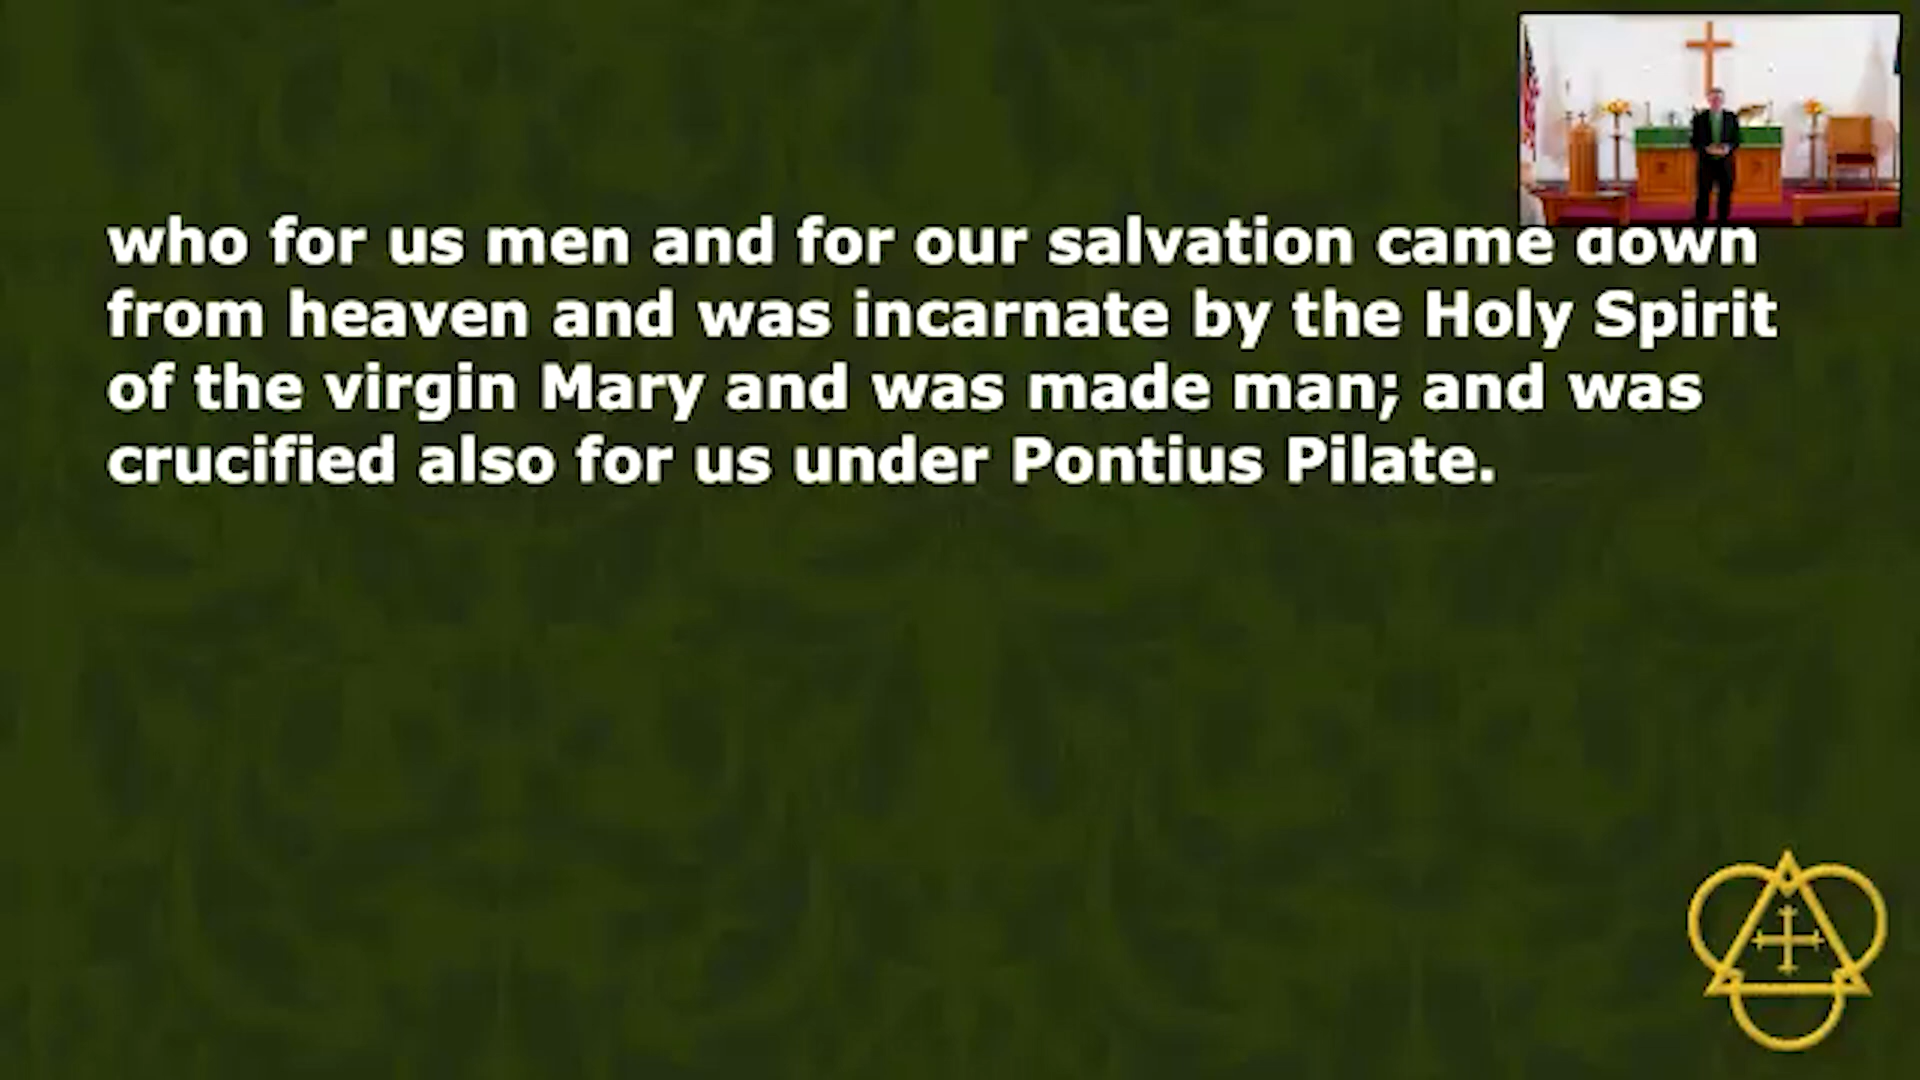 who for us men and for our salvation came down
from heaven and was incarnate by the Holy Spirit
of the virgin Mary and was made man; and was
crucified also for us under Pontius Pilate.